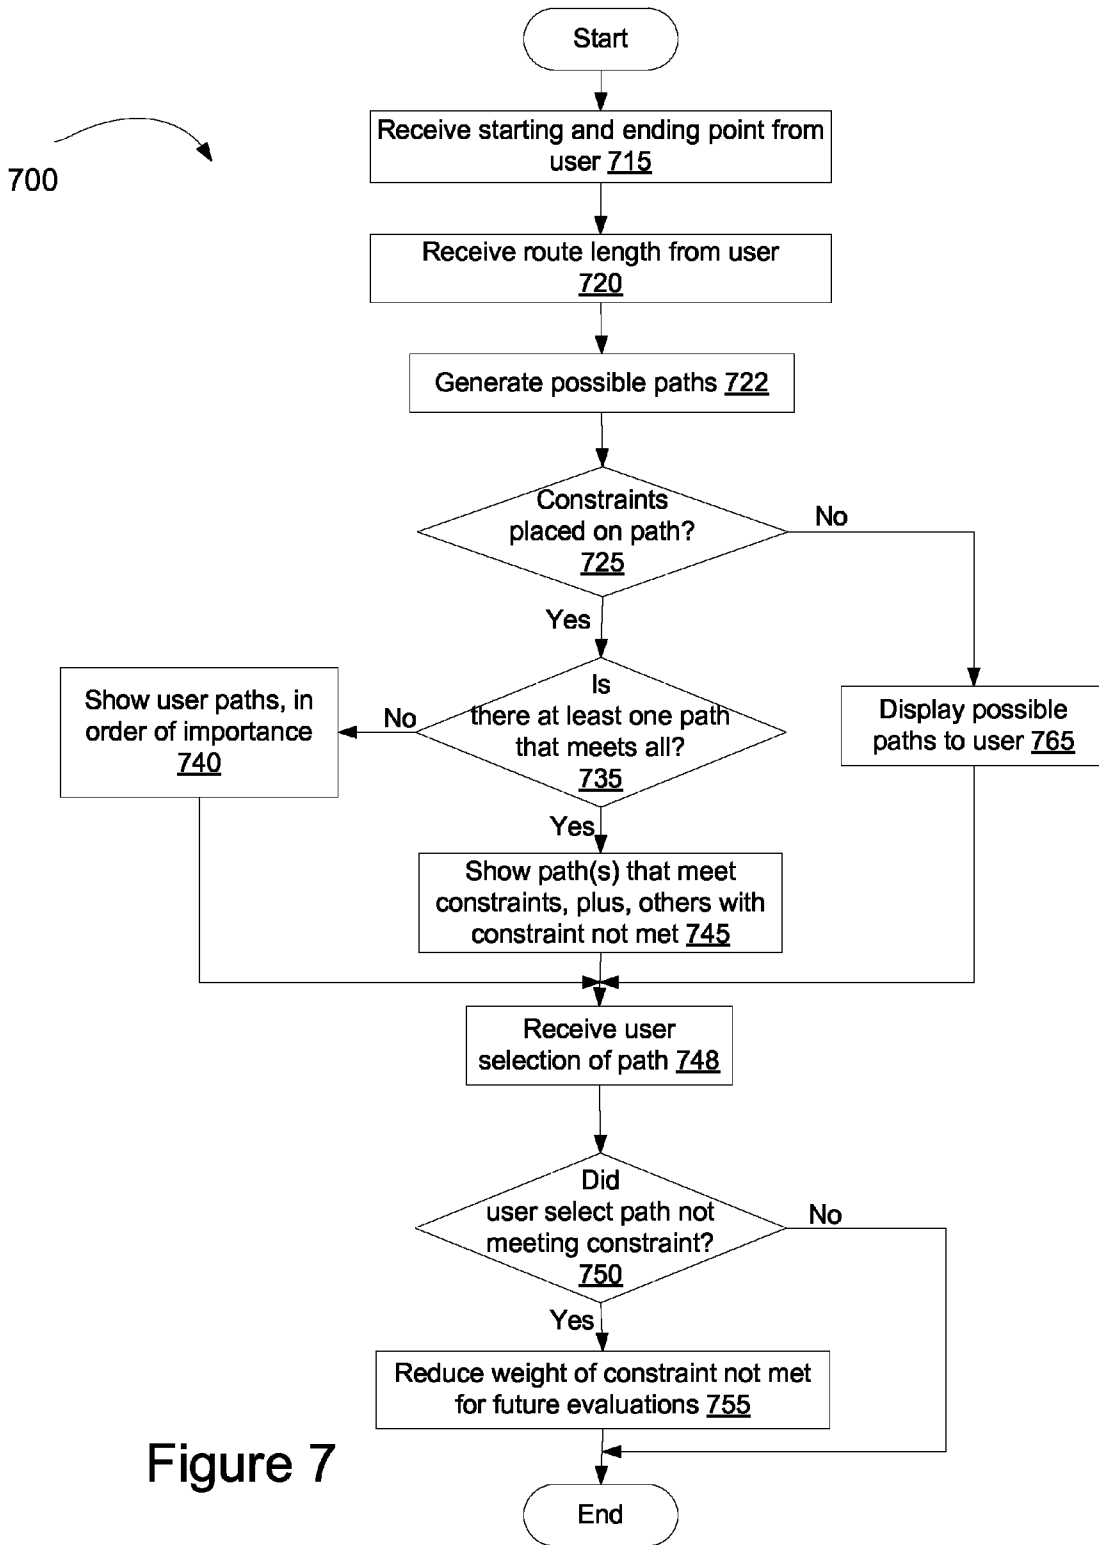 Start
Receive starting and ending point from
user 715
700
Receive route length from user
720
Generate possible paths 722
Constraints
placed on path?
725
No
Yes
Show user paths, in
order of importance
740
No
Is
there at least one path
that meets all?
735
Display possible
paths to user 765
Yes
Show path(s) that meet
constraints, plus, others with
constraint not met 745
Receive user
selection of path 748
Did
user select path not
meeting constraint?
750
No
Yes
Reduce weight of constraint not met
for future evaluations 755
Figure 7
End